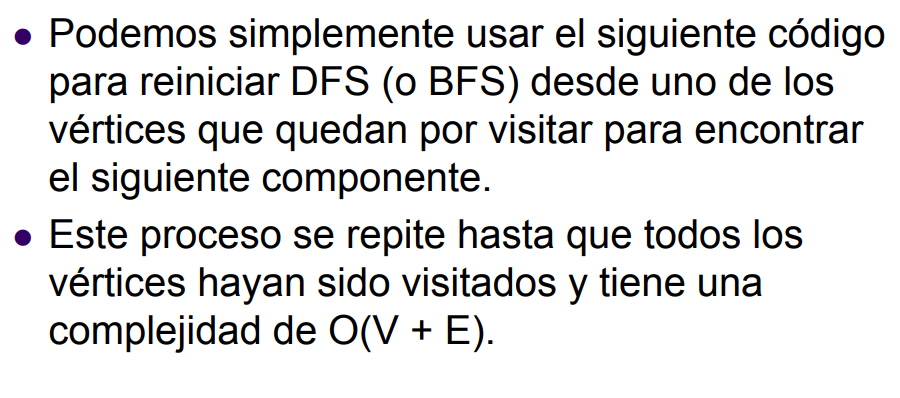 • Podemos simplemente usar el siguiente código
para reiniciar DFS (o BFS) desde uno de los
vértices que quedan por visitar para encontrar
el siguiente componente.
• Este proceso se repite hasta que todos los
vértices hayan sido visitados y tiene una
complejidad de O(V + E).